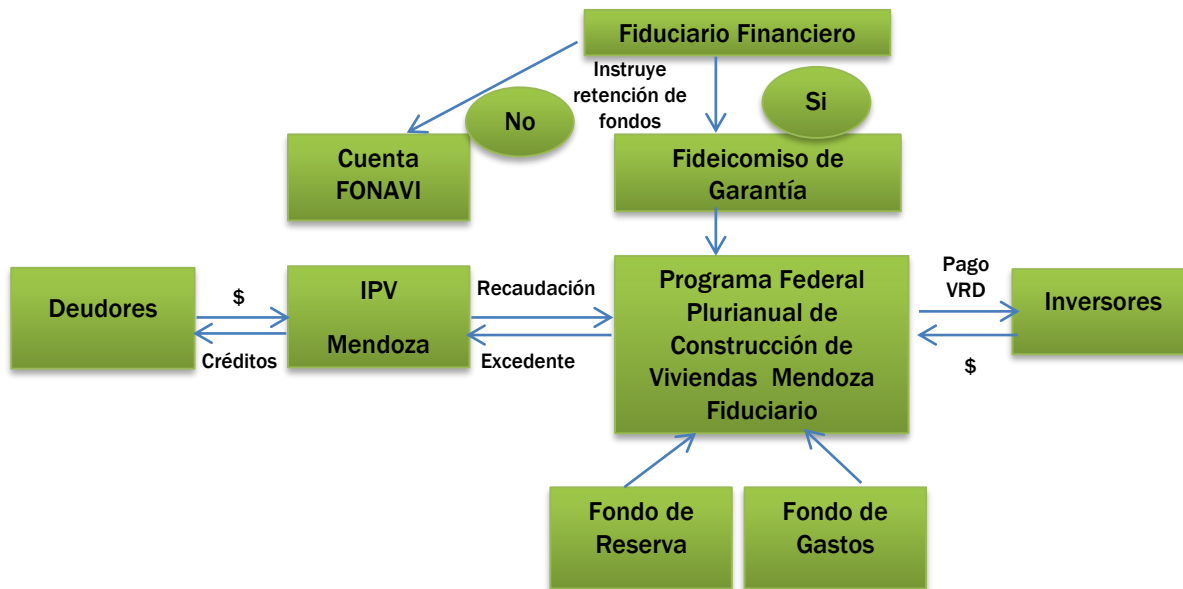 Fiduciario Financiero
Instruye
retención de
fondos
No
Si
Cuenta
FONAVI
Fideicomiso de
Garantía
Deudores
$
Créditos
IPV
Mendoza
Recaudación
Excedente
Programa Federal
Plurianual de
Construcción de
Viviendas Mendoza
Fiduciario
Pago
VRD
$
Inversores
Fondo de
Reserva
Fondo de
Gastos